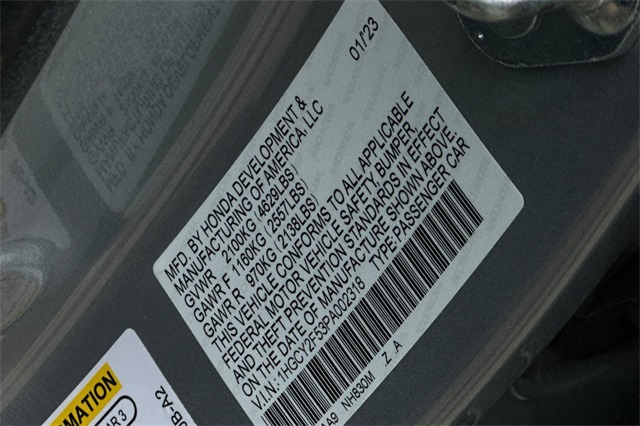 MFD. BY HONDA DEVELOPMENT & 01/'23
MANUFACTURING OF AMERICA, LLC
GVWR 2100KG (4629LBS)
GAWR F 1160KG (2557LBS)
GAWR R 970KG (2138LBS)
THIS VEHICLE CONFORMS TO ALL APPLICABLE
FEDERAL MOTOR VEHICLE SAFETY BUMPER,
AND THEFT PREVENTION STANDARDS IN EFFECT
ON THE DATE OF MANUFACTURE SHOWN ABOVE.
V.I.N.: 1HGCY2F53PA002318 TYPE PASSENGER CAR
NH830M Z A